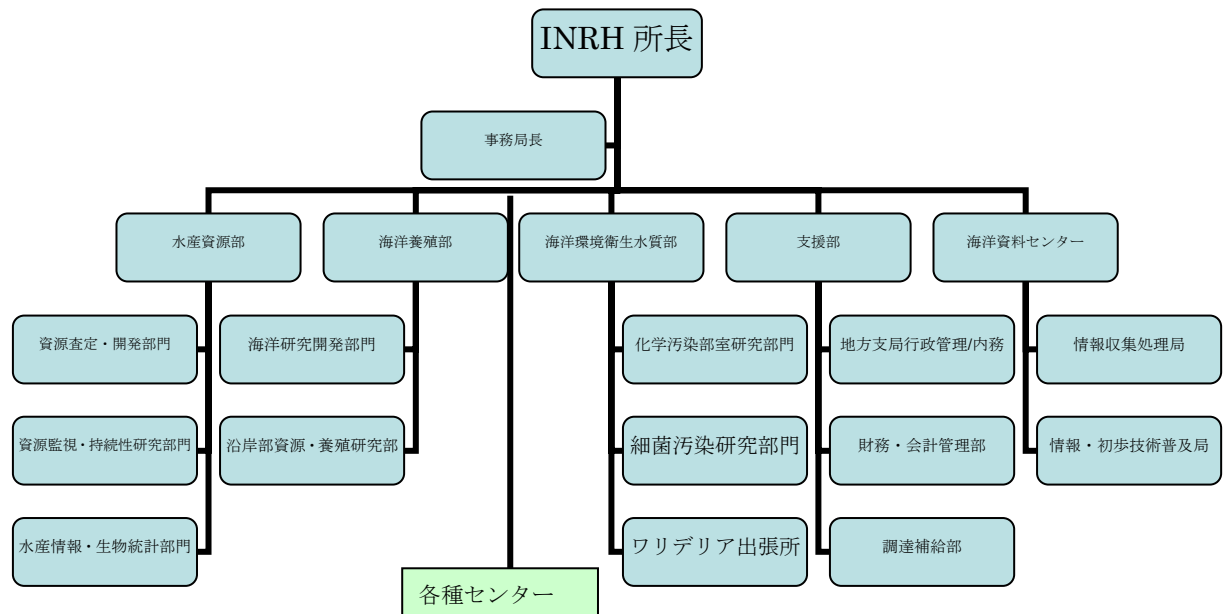 INRH 所長
事務局長
水産資源部
海洋養殖部
海洋環境衛生水質部
支援部
海洋資料センター
資源査定・開発部門
海洋研究開発部門
化学汚染部室研究部門
地方支局行政管理/内務
情報収集処理局
資源監視・持続性研究部門
沿岸部資源・養殖研究部
細菌汚染研究部門
財務・会計管理部
情報・初歩技術普及局
水産情報・生物統計部門
ワリデリア出張所
調達補給部
各種センター